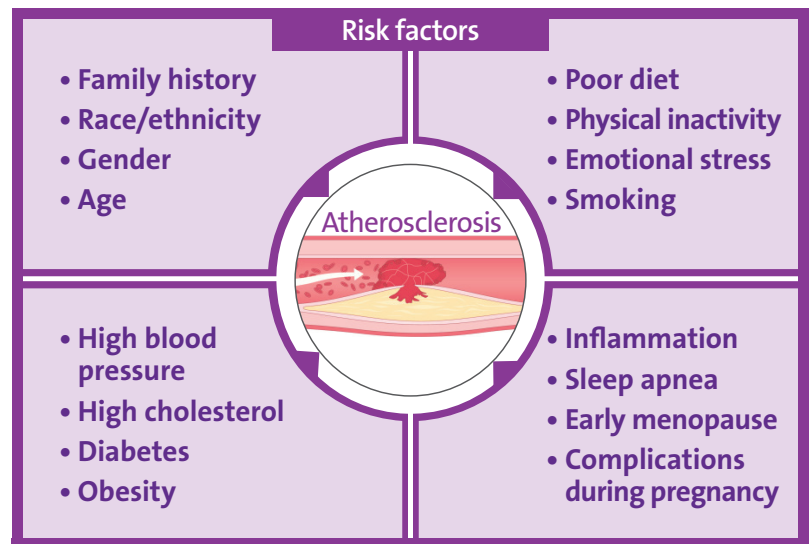 Risk factors
• Family history
• Race/ethnicity
• Gender
• Age
• Poor diet
• Physical inactivity
• Emotional stress
• Smoking
Atherosclerosis
• High blood
pressure
• High cholesterol
• Diabetes
• Obesity
• Inflammation
• Sleep apnea
• Early menopause
• Complications
during pregnancy